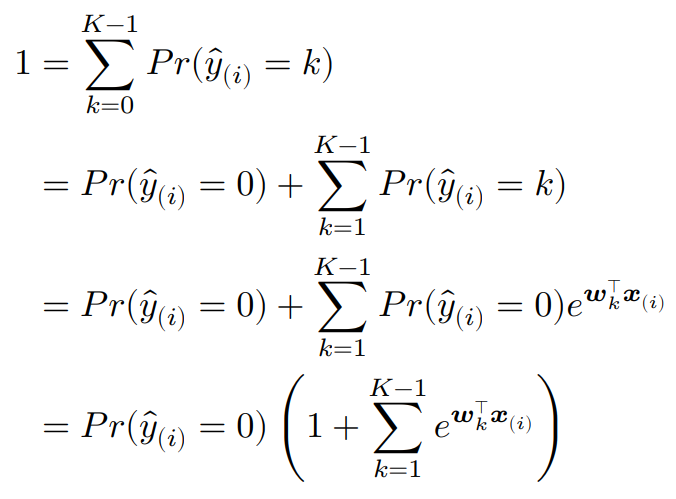 1 = \sum_{k=0}^{K-1} Pr(\hat{y}_{(i)} = k)
= Pr(\hat{y}_{(i)} = 0) + \sum_{k=1}^{K-1} Pr(\hat{y}_{(i)} = k)
= Pr(\hat{y}_{(i)} = 0) + \sum_{k=1}^{K-1} Pr(\hat{y}_{(i)} = 0)e^{\boldsymbol{w}_k^\top \boldsymbol{x}_{(i)}}
= Pr(\hat{y}_{(i)} = 0) \left( 1 + \sum_{k=1}^{K-1} e^{\boldsymbol{w}_k^\top \boldsymbol{x}_{(i)}} \right)